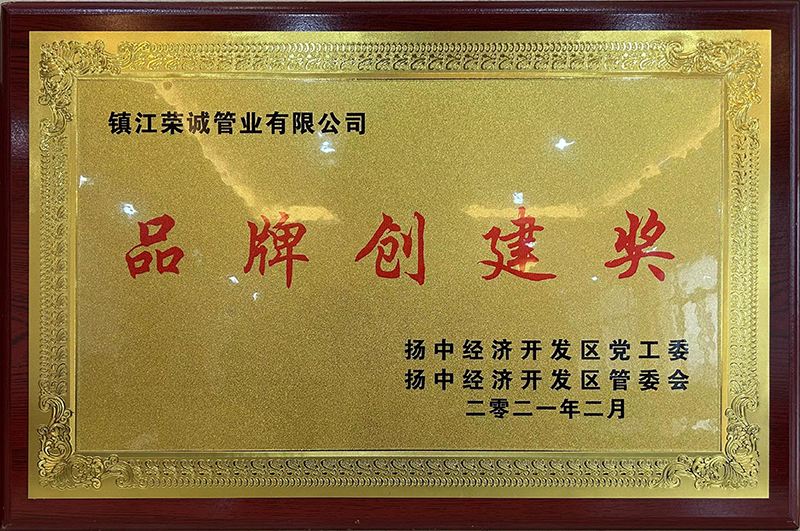 镇江荣诚管业有限公司
品牌创建奖
扬中经济开发区党工委
扬中经济开发区管委会
二零二一年二月